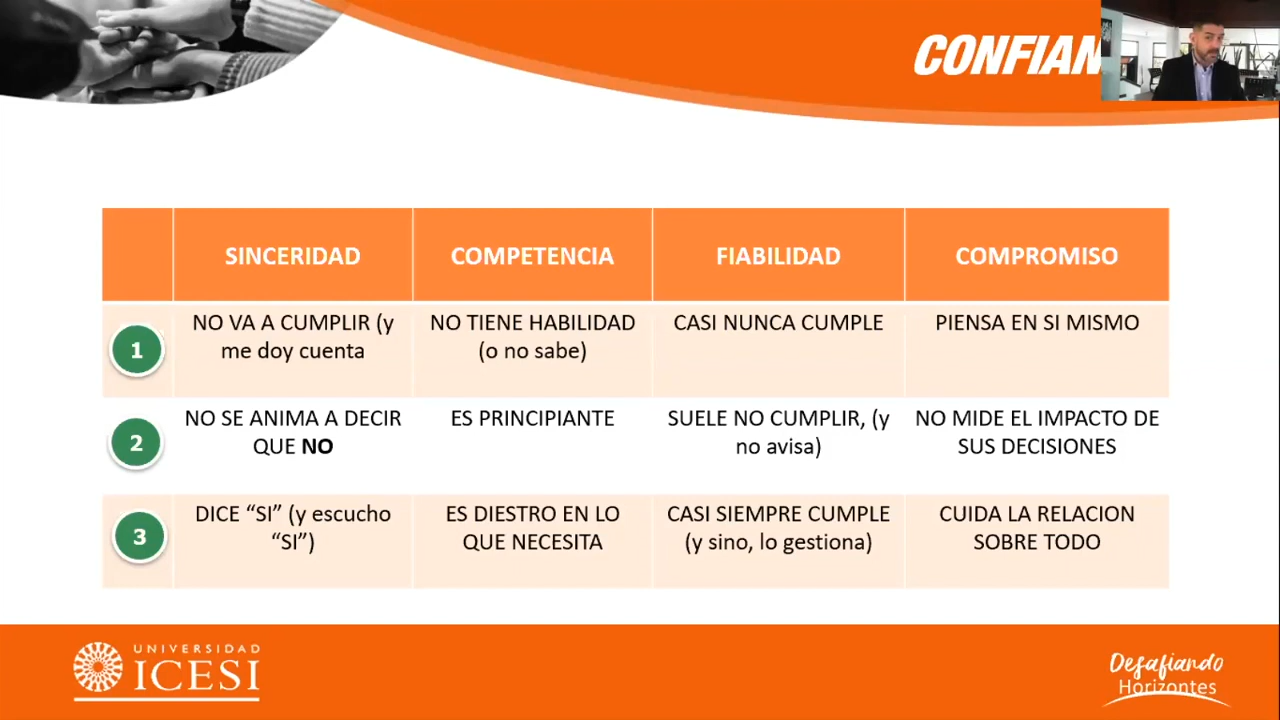 CONFIAN
SINCERIDAD
COMPETENCIA
FIABILIDAD
COMPROMISO
1
NO VA A CUMPLIR (y
me doy cuenta
NO TIENE HABILIDAD
(o no sabe)
CASI NUNCA CUMPLE
PIENSA EN SI MISMO
2
NO SE ANIMA A DECIR
QUE NO
ES PRINCIPIANTE
SUELE NO CUMPLIR, (y
no avisa)
NO MIDE EL IMPACTO DE
SUS DECISIONES
3
DICE “SI” (y escucho
“SI”)
ES DIESTRO EN LO
QUE NECESITA
CASI SIEMPRE CUMPLE
(y sino, lo gestiona)
CUIDA LA RELACION
SOBRE TODO
UNIVERSIDAD
ICESI
Desafiando
Horizontes